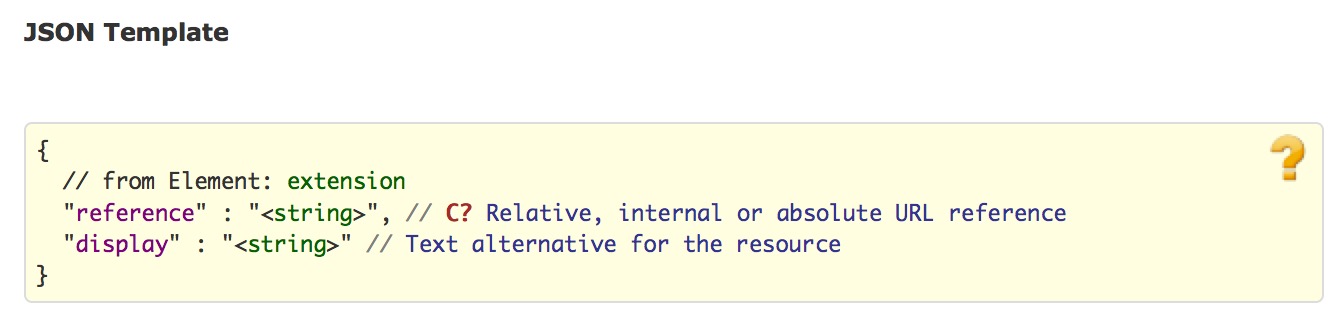 JSON Template
{
// from Element: extension
"reference" : "<string>", // C? Relative, internal or absolute URL reference
"display" : "<string>" // Text alternative for the resource
}
?